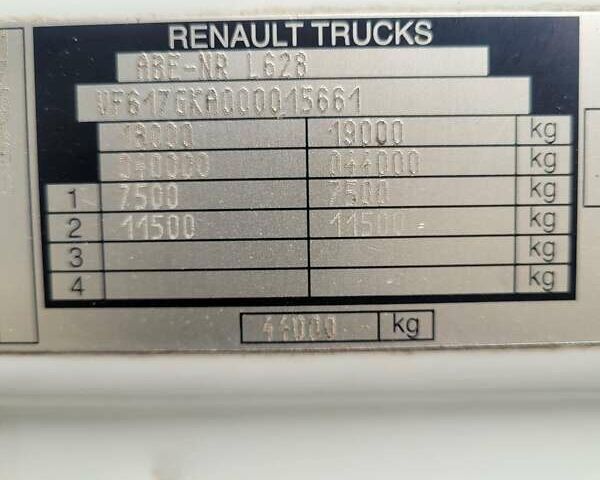 RENAULT TRUCKS
ABE-NR L628
VF617GKA000015661
18000 19000 kg
040000 044000 kg
1 7500 7500 kg
2 11500 11500 kg
3 kg
4 kg
44000 kg